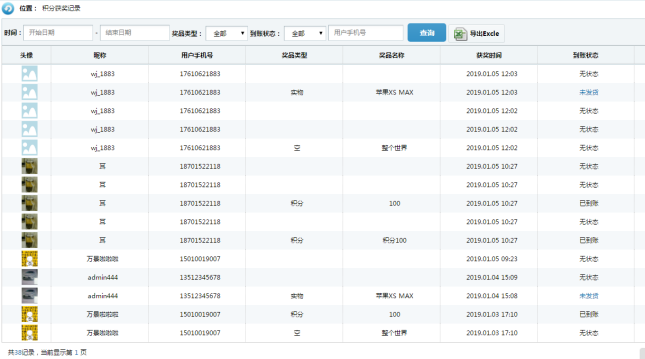 位置： 积分获奖记录
时间： 开始日期 - 结束日期 奖品类型： 全部 到账状态： 全部 用户手机号 查询 导出Excle
头像 昵称 用户手机号 奖品类型 奖品名称 获奖时间 到账状态
wj_1883 17610621883 2019.01.05 12:03 无状态
wj_1883 17610621883 实物 苹果XS MAX 2019.01.05 12:03 未发货
wj_1883 17610621883 2019.01.05 12:02 无状态
wj_1883 17610621883 2019.01.05 12:02 无状态
wj_1883 17610621883 空 整个世界 2019.01.05 12:02 无状态
18701522118 2019.01.05 10:27 无状态
18701522118 2019.01.05 10:27 无状态
18701522118 积分 100 2019.01.05 10:27 已到账
18701522118 2019.01.05 10:27 无状态
18701522118 积分 积分100 2019.01.05 10:27 已到账
万景啦啦啦 15010019007 2019.01.05 09:23 无状态
admin444 13512345678 2019.01.04 15:09 无状态
admin444 13512345678 实物 苹果XS MAX 2019.01.04 15:08 未发货
万景啦啦啦 15010019007 积分 100 2019.01.03 17:10 已到账
万景啦啦啦 15010019007 空 整个世界 2019.01.03 17:10 无状态
共38记录，当前显示第 1 页